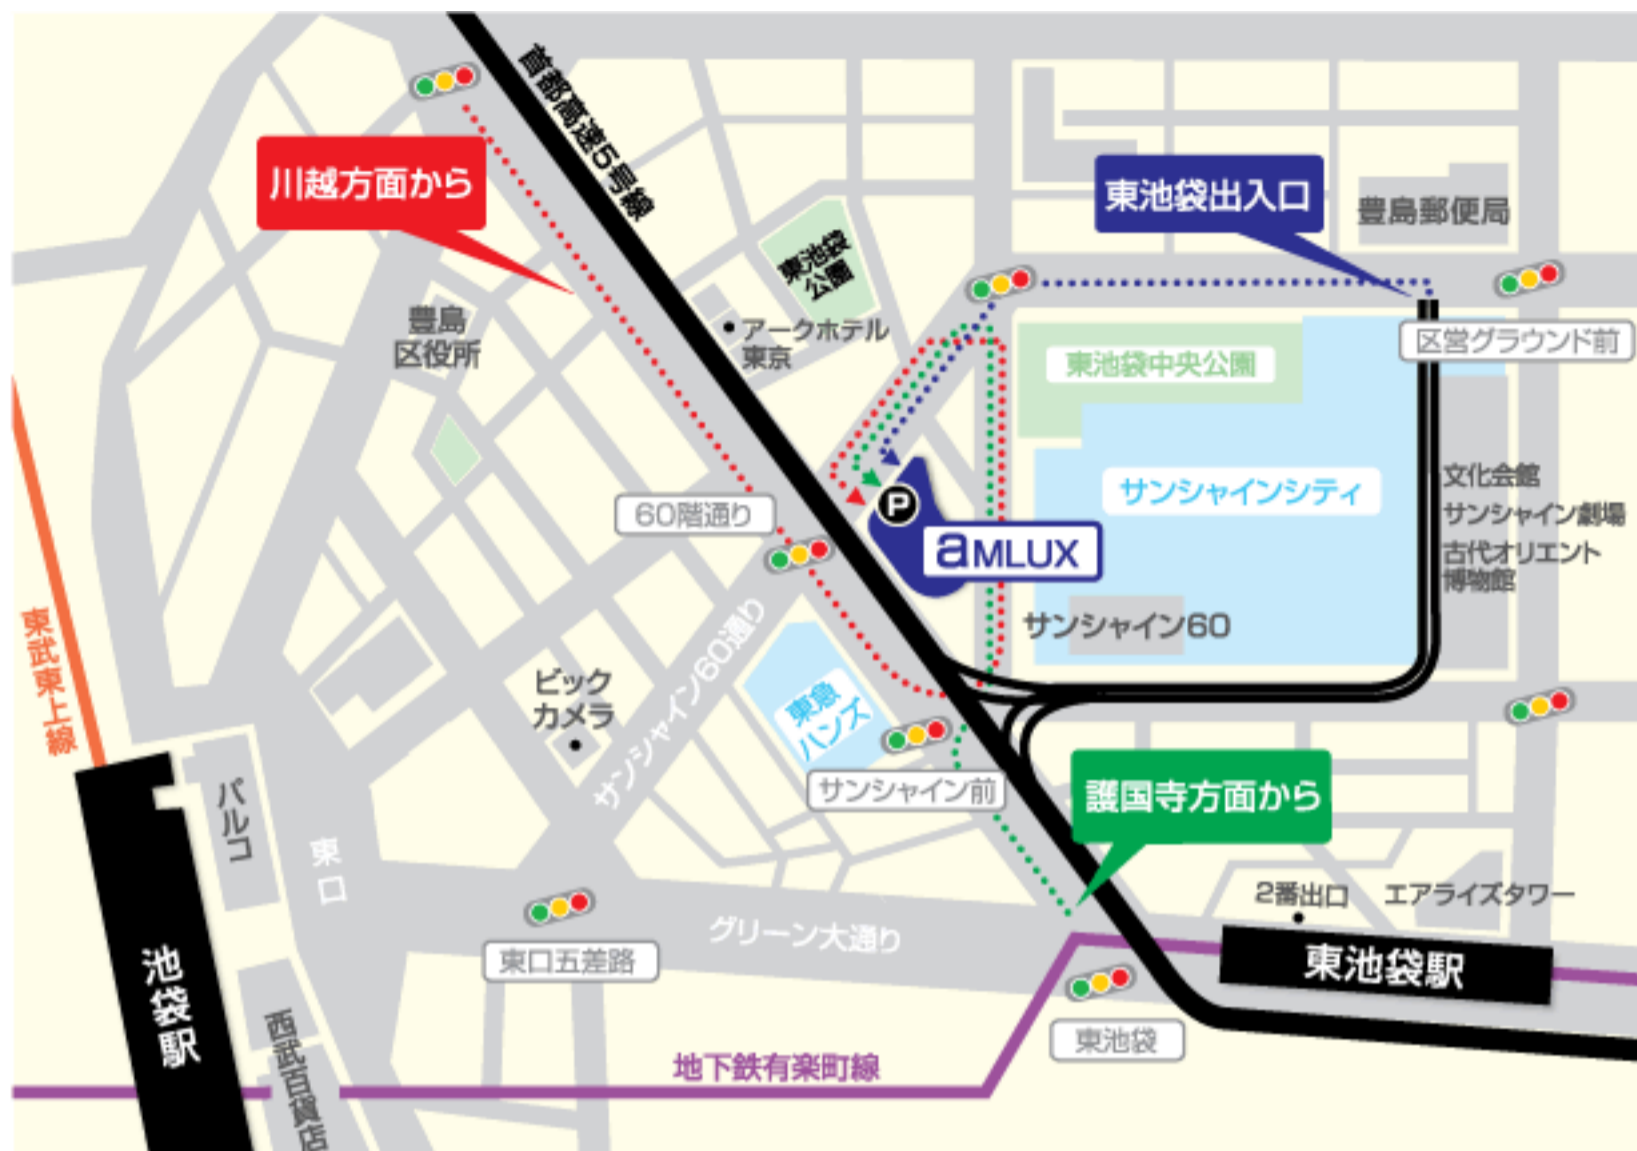 首都高速5号線
川越方面から
東池袋出入口
豊島郵便局
東池袋
公園
豊島
区役所
アークホテル
東京
区営グラウンド前
東池袋中央公園
サンシャインシティ
文化会館
サンシャイン劇場
古代オリエント
博物館
60階通り
P
aMLUX
サンシャイン60
東武東上線
サンシャイン60通り
ビック
カメラ
東急
ハンズ
サンシャイン前
護国寺方面から
パルコ
東口
2番出口
エアライズタワー
グリーン大通り
東口五差路
東池袋駅
池袋駅
東池袋
西武百貨店
地下鉄有楽町線